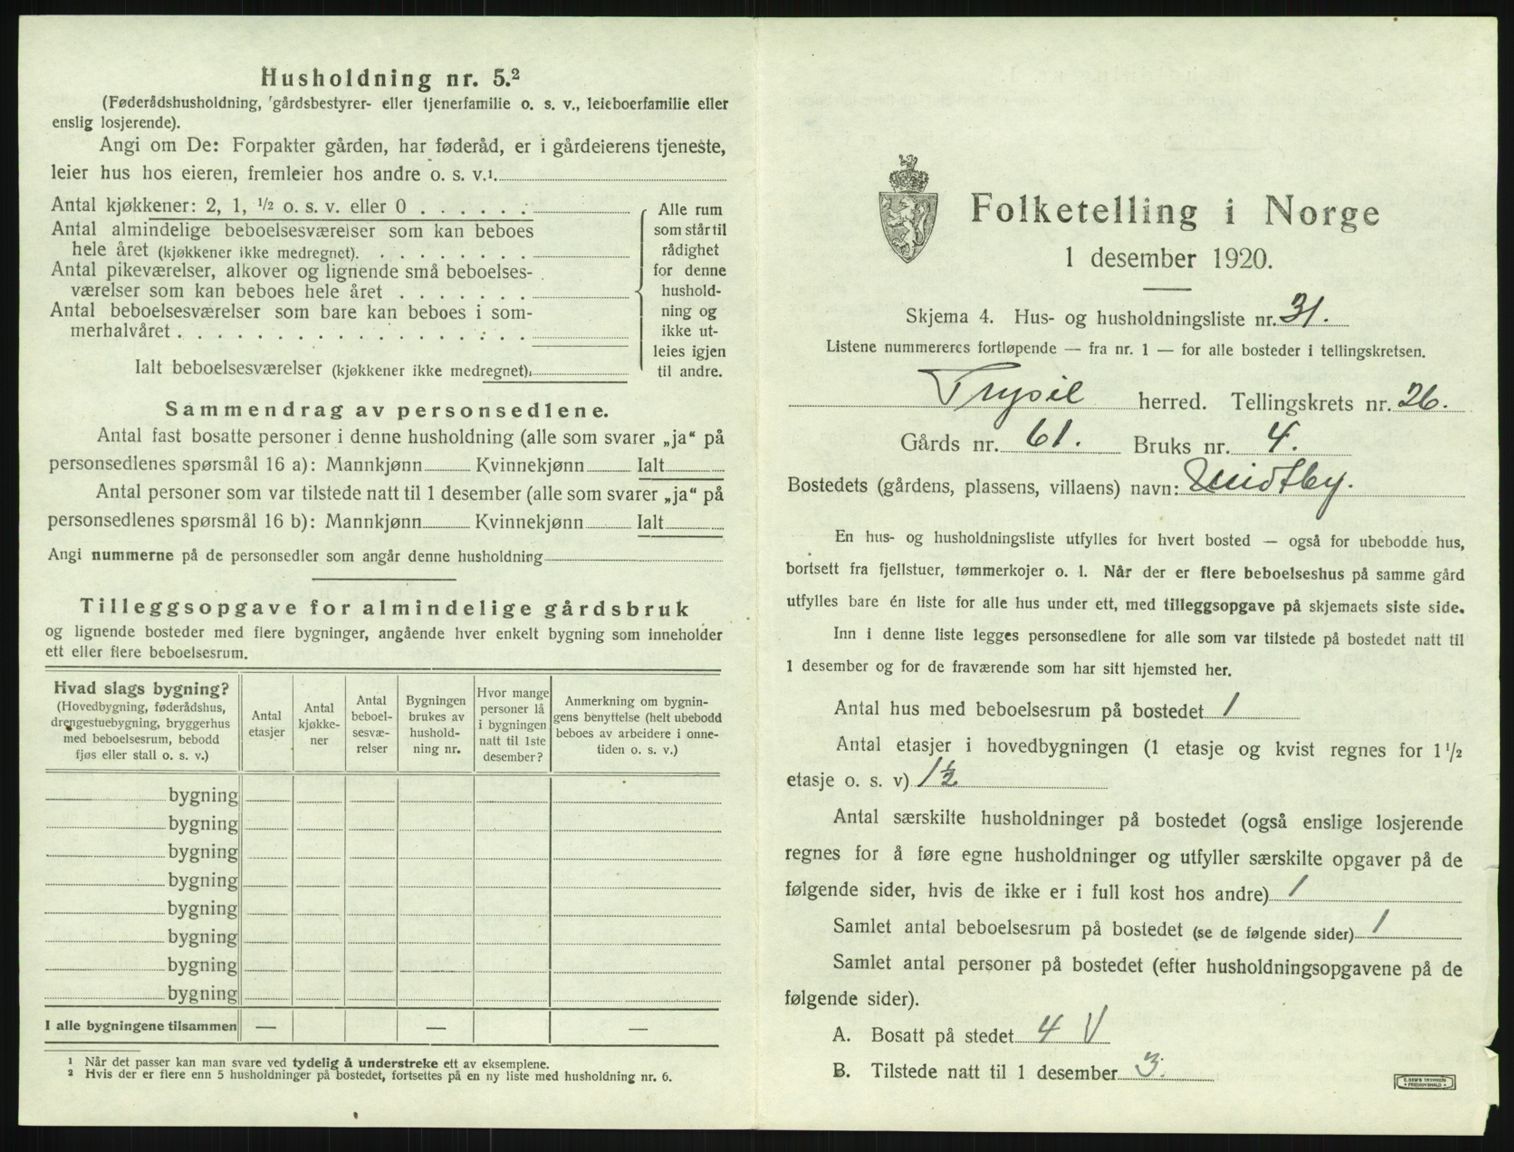 Husholdning nr. 5.²
(Føderådshusholdning, gårdsbestyrer- eller tjenerfamilie o. s. v., leieboerfamilie eller
enslig losjerende).
Angi om De: Forpakter gården, har føderåd, er i gårdeierens tjeneste,
leier hus hos eieren, fremleier hos andre o. s. v.¹.
Antal kjøkkener: 2, 1, 1/2 o. s. v. eller 0 . . . . . .
Antal almindelige beboelsesværelser som kan beboes
hele året (kjøkkener ikke medregnet). . . . . . . . .
Antal pikeværelser, alkover og lignende små beboelses-
værelser som kan beboes hele året . . . . . . .
Antal beboelsesværelser som bare kan beboes i som-
merhalvåret . . . . . . . . . . . . . . . . .
Ialt beboelsesværelser (kjøkkener ikke medregnet).
Alle rum
som står til
rådighet
for denne
hushold-
ning og
ikke ut-
leies igjen
til andre.
Sammendrag av personsedlene.
Antal fast bosatte personer i denne husholdning (alle som svarer „ja“ på
personsedlenes spørsmål 16 a): Mannkjønn Kvinnekjønn Ialt
Antal personer som var tilstede natt til 1 desember (alle som svarer „ja“ på
personsedlenes spørsmål 16 b): Mannkjønn Kvinnekjønn Ialt
Angi nummerne på de personsedler som angår denne husholdning
Tilleggsopgave for almindelige gårdsbruk
og lignende bosteder med flere bygninger, angående hver enkelt bygning som inneholder
ett eller flere beboelsesrum.
Hvad slags bygning?
(Hovedbygning, føderådshus,
drengestuebygning, bryggerhus
med beboelsesrum, bebodd
fjøs eller stall o. s. v.)
Antal
etasjer
Antal
kjøkke-
ner
Antal
beboel-
sesvæ-
relser
Bygningen
brukes av
hushold-
ning nr.
Hvor mange
personer lå
i bygningen
natt til 1ste
desember?
Anmerkning om bygnin-
gens benyttelse (helt ubebodd
beboes av arbeidere i onne-
tiden o. s. v.)
bygning
bygning
bygning
bygning
bygning
bygning
bygning
bygning
I alle bygningene tilsammen — — —
¹ Når det passer kan man svare ved tydelig å understreke ett av eksemplene.
² Hvis der er flere enn 5 husholdninger på bostedet, fortsettes på en ny liste med husholdning nr. 6.
Folketelling i Norge
1 desember 1920.
Skjema 4. Hus- og husholdningsliste nr. 31.
Listene nummereres fortløpende — fra nr. 1 — for alle bosteder i tellingskretsen.
Trysil herred. Tellingskrets nr. 26.
Gårds nr. 61. Bruks nr. 4.
Bostedets (gårdens, plassens, villaens) navn: Midtby.
En hus- og husholdningsliste utfylles for hvert bosted — også for ubebodde hus,
bortsett fra fjellstuer, tømmerkojer o. l. Når der er flere beboelseshus på samme gård
utfylles bare én liste for alle hus under ett, med tilleggsopgave på skjemaets siste side.
Inn i denne liste legges personsedlene for alle som var tilstede på bostedet natt til
1 desember og for de fraværende som har sitt hjemsted her.
Antal hus med beboelsesrum på bostedet 1
Antal etasjer i hovedbygningen (1 etasje og kvist regnes for 1 1/2
etasje o. s. v) 1 1/2
Antal særskilte husholdninger på bostedet (også enslige losjerende
regnes for å føre egne husholdninger og utfyller særskilte opgaver på de
følgende sider, hvis de ikke er i full kost hos andre) 1
Samlet antal beboelsesrum på bostedet (se de følgende sider) 1
Samlet antal personer på bostedet (efter husholdningsopgavene på de
følgende sider).
A. Bosatt på stedet 4 V
B. Tilstede natt til 1 desember 3.